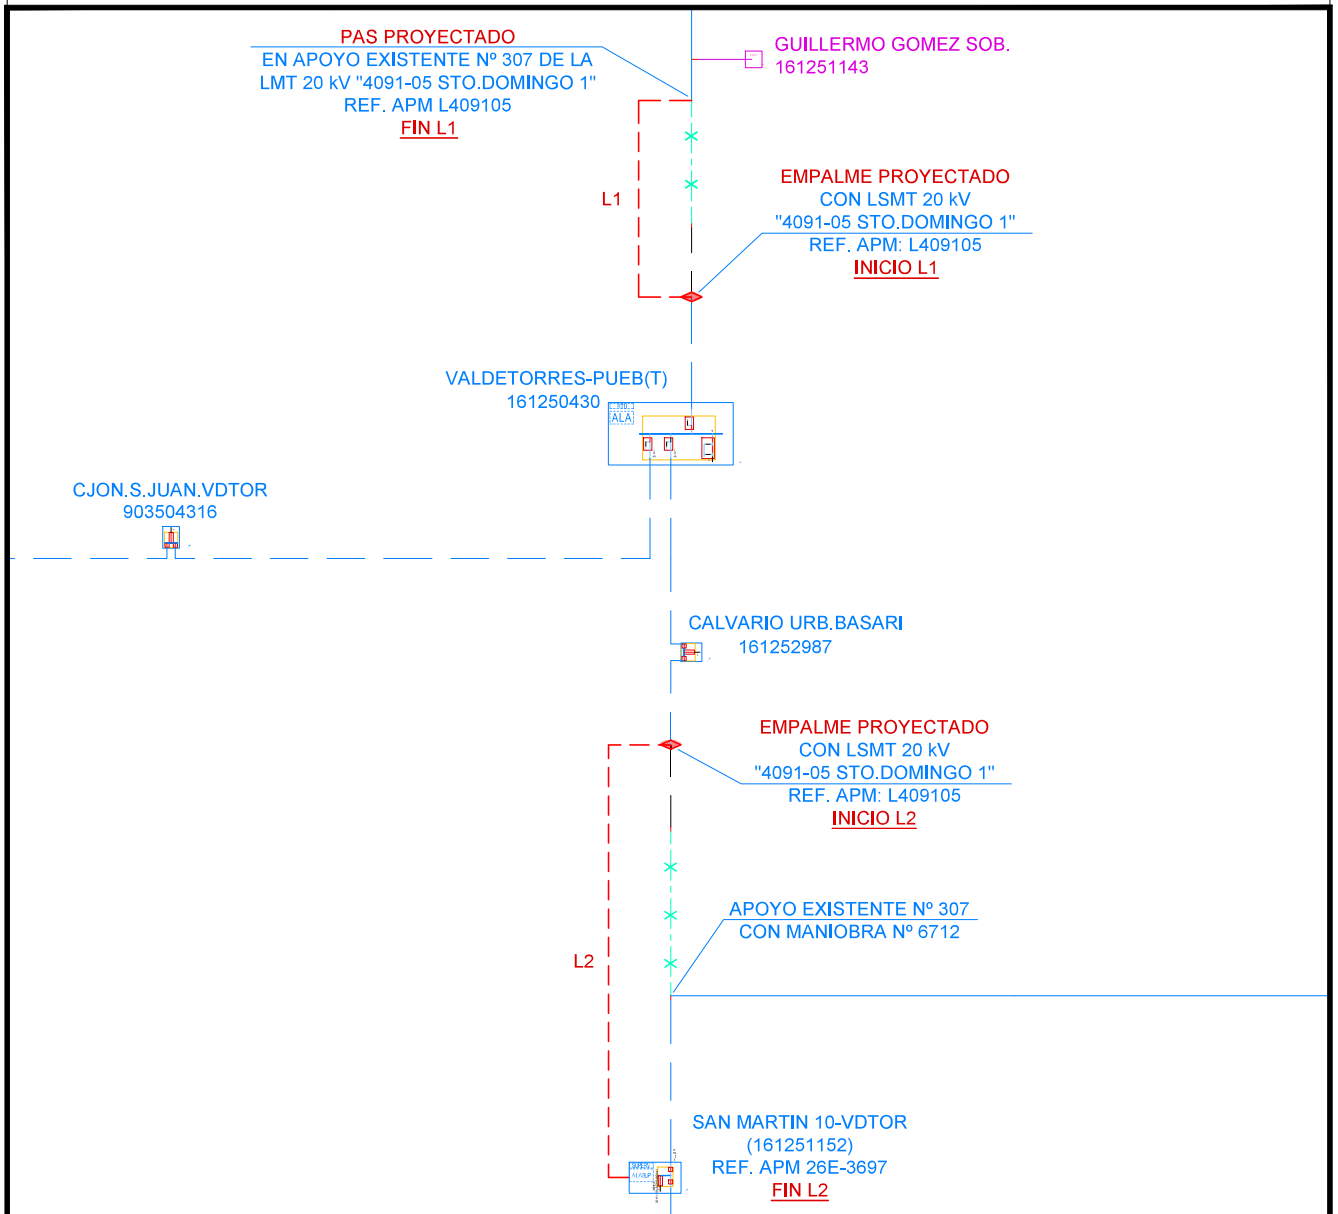 PAS PROYECTADO
EN APOYO EXISTENTE Nº 307 DE LA
LMT 20 kV "4091-05 STO.DOMINGO 1"
REF. APM L409105
FIN L1
GUILLERMO GOMEZ SOB.
161251143
L1
EMPALME PROYECTADO
CON LSMT 20 kV
"4091-05 STO.DOMINGO 1"
REF. APM: L409105
INICIO L1
VALDETORRES-PUEB(T)
161250430
ALA
CJON.S.JUAN.VDTOR
903504316
CALVARIO URB.BASARI
161252987
EMPALME PROYECTADO
CON LSMT 20 kV
"4091-05 STO.DOMINGO 1"
REF. APM: L409105
INICIO L2
APOYO EXISTENTE Nº 307
CON MANIOBRA Nº 6712
L2
SAN MARTIN 10-VDTOR
(161251152)
REF. APM 26E-3697
FIN L2